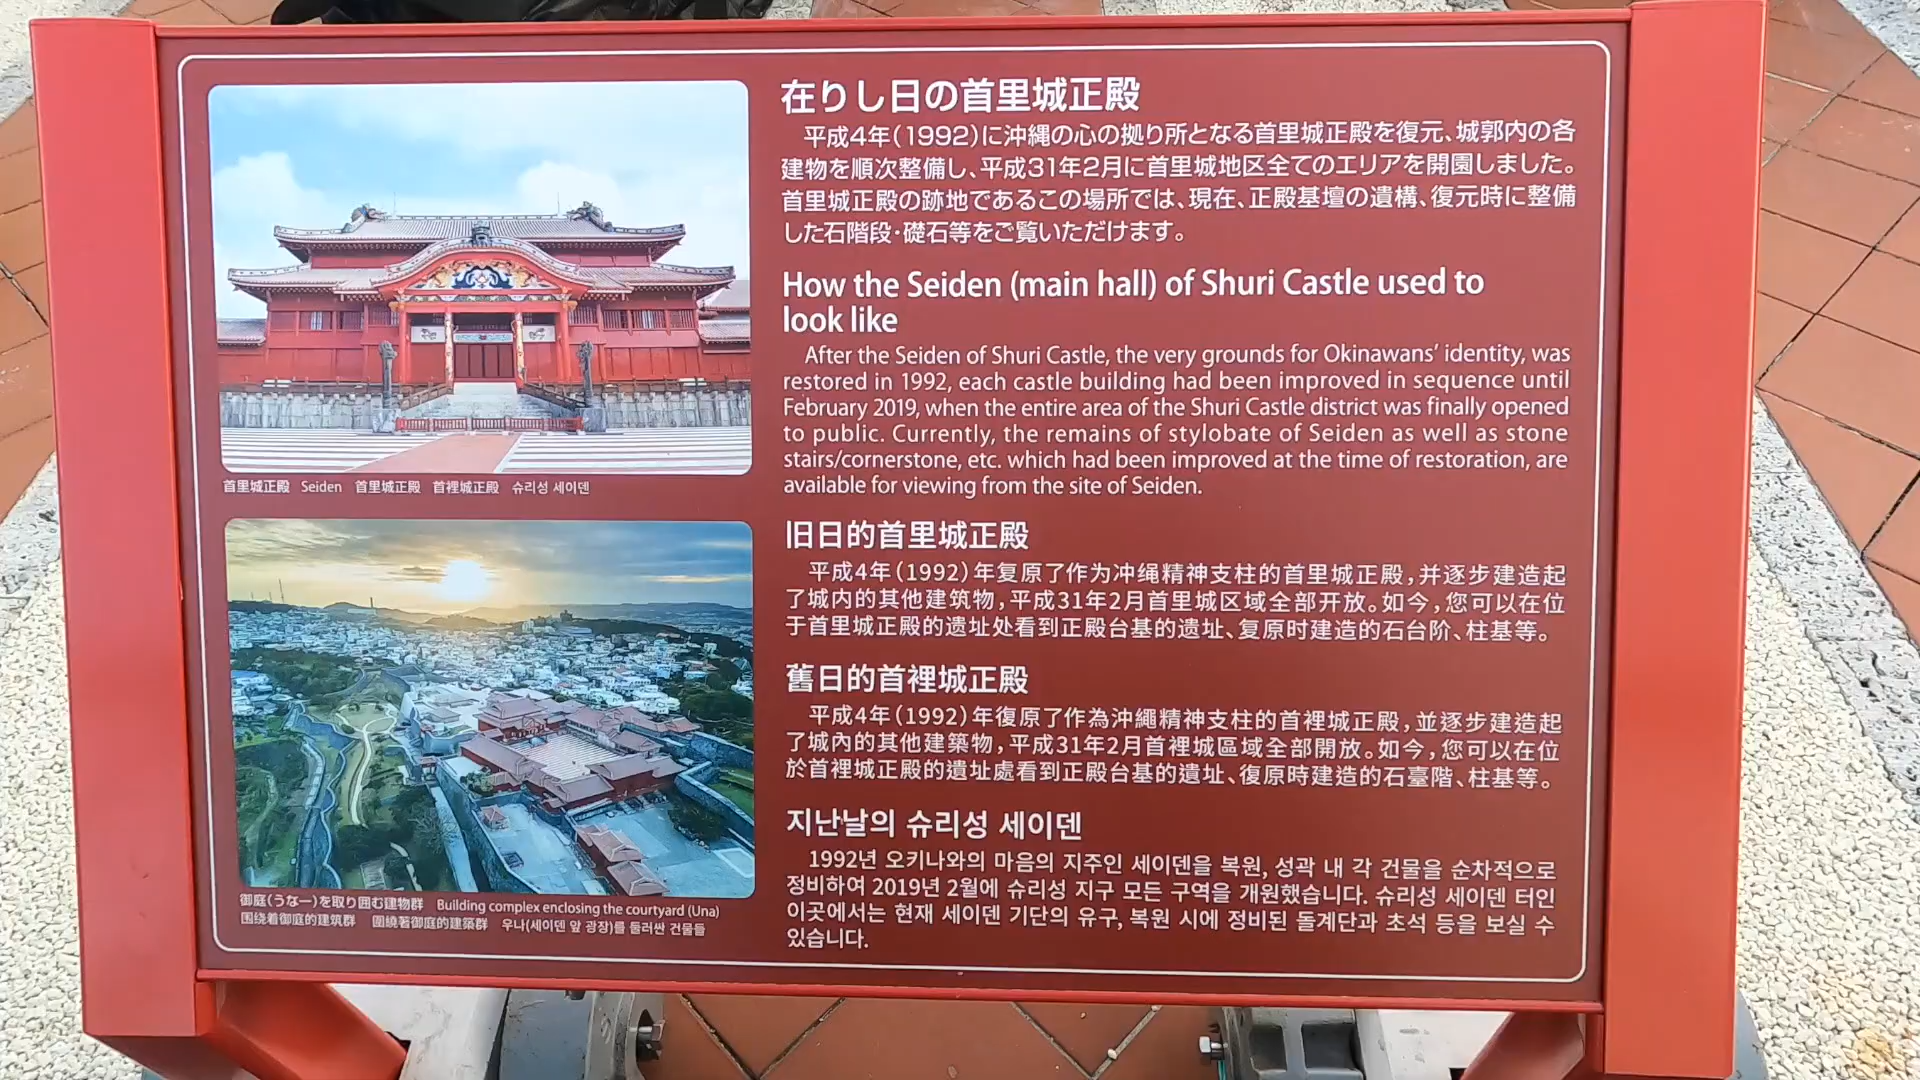 在りし日の首里城正殿
平成4年(1992)に沖縄の心の拠り所となる首里城正殿を復元、城郭内の各
建物を順次整備し、平成31年2月に首里城地区全てのエリアを開園しました。
首里城正殿の跡地であるこの場所では、現在、正殿基壇の遺構、復元時に整備
した石階段・礎石等をご覧いただけます。
How the Seiden (main hall) of Shuri Castle used to
look like
After the Seiden of Shuri Castle, the very grounds for Okinawans' identity, was
restored in 1992, each castle building had been improved in sequence until
February 2019, when the entire area of the Shuri Castle district was finally opened
to public. Currently, the remains of stylobate of Seiden as well as stone
stairs/cornerstone, etc. which had been improved at the time of restoration, are
available for viewing from the site of Seiden.
旧日的首里城正殿
平成4年(1992)年复原了作为冲绳精神支柱的首里城正殿,并逐步建造起
了城内的其他建筑物,平成31年2月首里城区域全部开放。如今,您可以在位
于首里城正殿的遗址处看到正殿台基的遗址、复原时建造的石台阶、柱基等。
舊日的首裡城正殿
平成4年(1992)年復原了作為沖繩精神支柱的首裡城正殿,並逐步建造起
了城內的其他建築物,平成31年2月首裡城區域全部開放。如今,您可以在位
於首裡城正殿的遺址處看到正殿台基的遺址、復原時建造的石臺階、柱基等。
지난날의 슈리성 세이덴
1992년 오키나와의 마음의 지주인 세이덴을 복원, 성곽 내 각 건물을 순차적으로
정비하여 2019년 2월에 슈리성 지구 모든 구역을 개원했습니다. 슈리성 세이덴 터인
이곳에서는 현재 세이덴 기단의 유구, 복원 시에 정비된 돌계단과 초석 등을 보실 수
있습니다.
首里城正殿 Seiden 首里城正殿 首裡城正殿 슈리성 세이덴
御庭(うなー)を取り囲む建物群 Building complex enclosing the courtyard (Una)
围绕着御庭的建筑群 圍繞著御庭的建築群 우나(세이덴 앞 광장)를 둘러싼 건물들